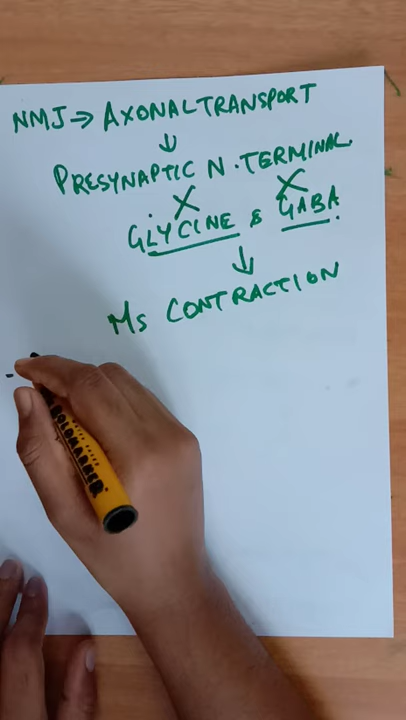 NMJ → AXONAL TRANSPORT
↓
PRESYNAPTIC N. TERMINAL
X X
GLYCINE & GABA.
↓
Ms CONTRACTION